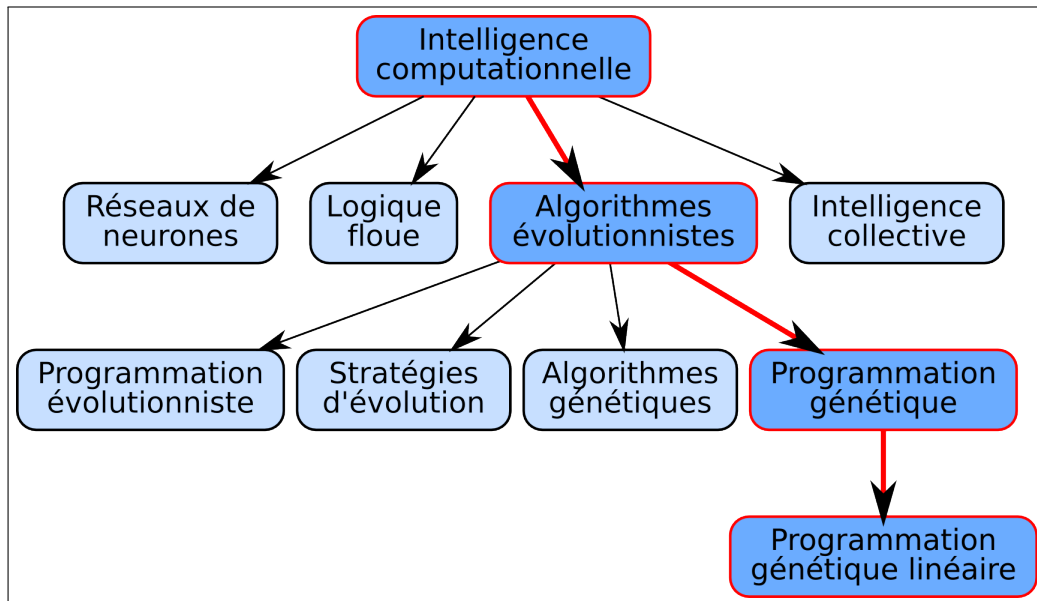 Intelligence
computationnelle
Réseaux de
neurones
Logique
floue
Algorithmes
évolutionnistes
Intelligence
collective
Programmation
évolutionniste
Stratégies
d'évolution
Algorithmes
génétiques
Programmation
génétique
Programmation
génétique linéaire